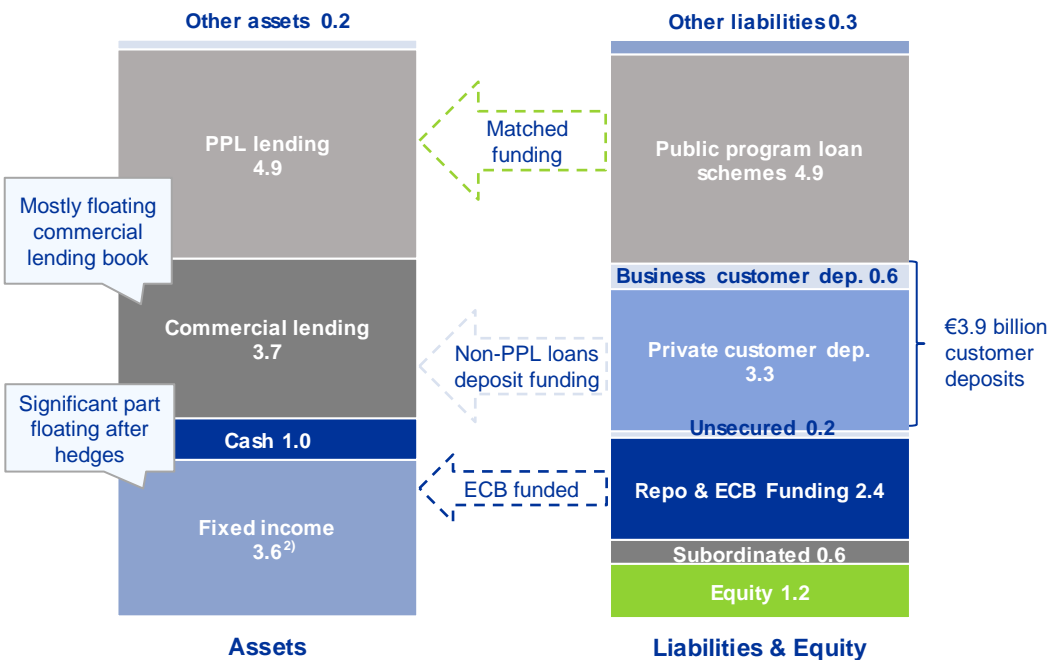 Other assets 0.2
PPL lending
4.9
Mostly floating
commercial
lending book
Commercial lending
3.7
Significant part
floating after
hedges
Cash 1.0
Fixed income
3.6²⁾
Assets
Matched
funding
Non-PPL loans
deposit funding
ECB funded
Other liabilities 0.3
Public program loan
schemes 4.9
Business customer dep. 0.6
Private customer dep.
3.3
€3.9 billion
customer
deposits
Unsecured 0.2
Repo & ECB Funding 2.4
Subordinated 0.6
Equity 1.2
Liabilities & Equity